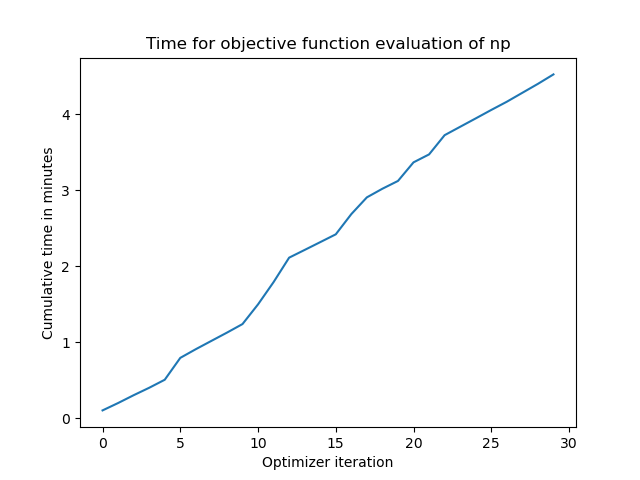 Time for objective function evaluation of np
Cumulative time in minutes
4
3
2
1
0
0 5 10 15 20 25 30
Optimizer iteration